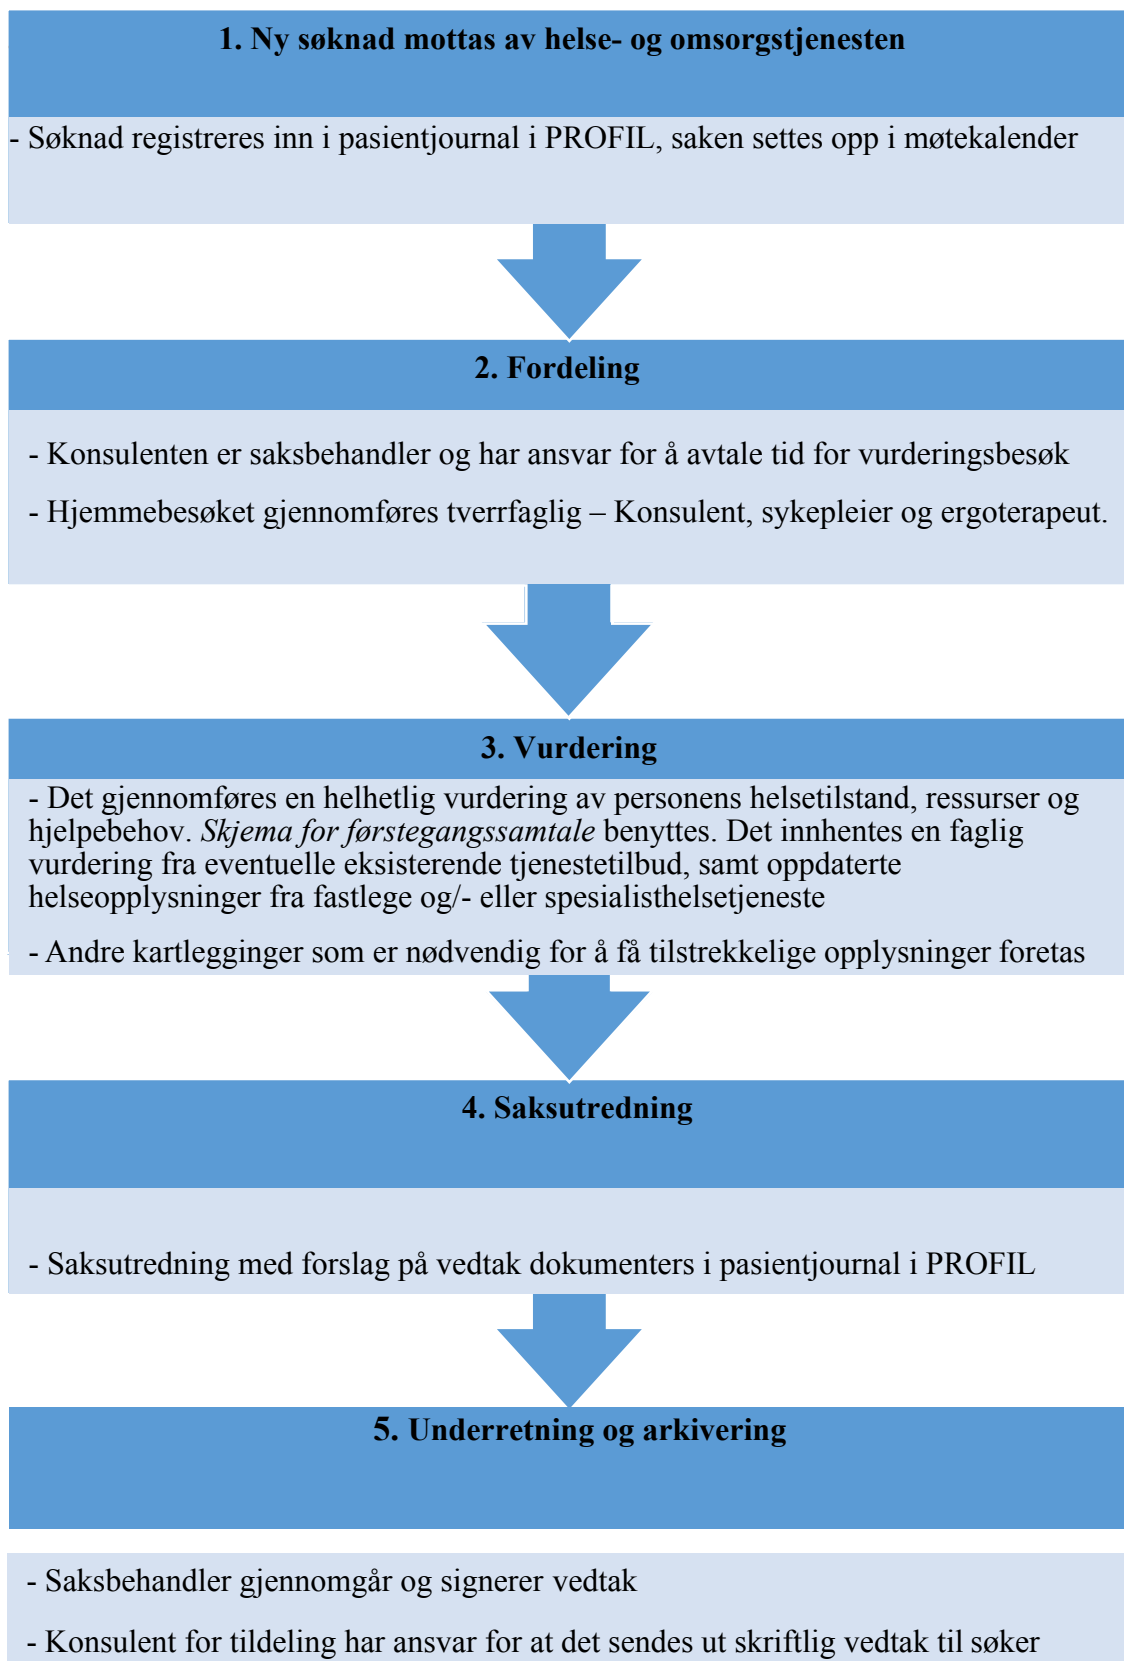 1. Ny søknad mottas av helse- og omsorgstjenesten
- Søknad registreres inn i pasientjournal i PROFIL, saken settes opp i møtekalender
2. Fordeling
- Konsulenten er saksbehandler og har ansvar for å avtale tid for vurderingsbesøk
- Hjemmebesøket gjennomføres tverrfaglig – Konsulent, sykepleier og ergoterapeut.
3. Vurdering
- Det gjennomføres en helhetlig vurdering av personens helsetilstand, ressurser og
hjelpebehov. Skjema for førstegangssamtale benyttes. Det innhentes en faglig
vurdering fra eventuelle eksisterende tjenestetilbud, samt oppdaterte
helseopplysninger fra fastlege og/- eller spesialisthelsetjeneste
- Andre kartlegginger som er nødvendig for å få tilstrekkelige opplysninger foretas
4. Saksutredning
- Saksutredning med forslag på vedtak dokumenters i pasientjournal i PROFIL
5. Underretning og arkivering
- Saksbehandler gjennomgår og signerer vedtak
- Konsulent for tildeling har ansvar for at det sendes ut skriftlig vedtak til søker